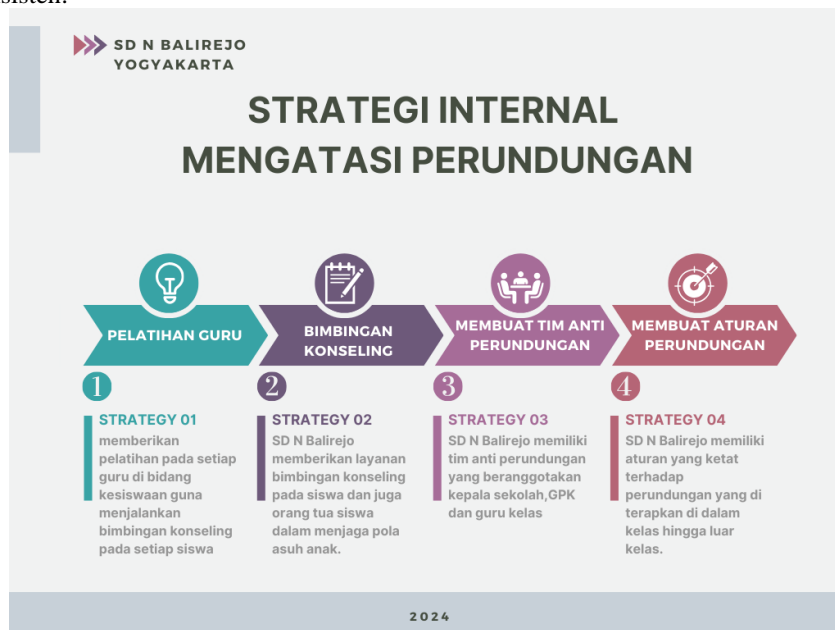 SD N BALIREJO
YOGYAKARTA
STRATEGI INTERNAL
MENGATASI PERUNDUNGAN
PELATIHAN GURU
BIMBINGAN
KONSELING
MEMBUAT TIM ANTI
PERUNDUNGAN
MEMBUAT ATURAN
PERUNDUNGAN
1
STRATEGY 01
memberikan
pelatihan pada setiap
guru di bidang
kesiswaan guna
menjalankan
bimbingan konseling
pada setiap siswa
2
STRATEGY 02
SD N Balirejo
memberikan layanan
bimbingan konseling
pada siswa dan juga
orang tua siswa
dalam menjaga pola
asuh anak.
3
STRATEGY 03
SD N Balirejo memiliki
tim anti perundungan
yang beranggotakan
kepala sekolah,GPK
dan guru kelas
4
STRATEGY 04
SD N Balirejo memiliki
aturan yang ketat
terhadap
perundungan yang di
terapkan di dalam
kelas hingga luar
kelas.
2024